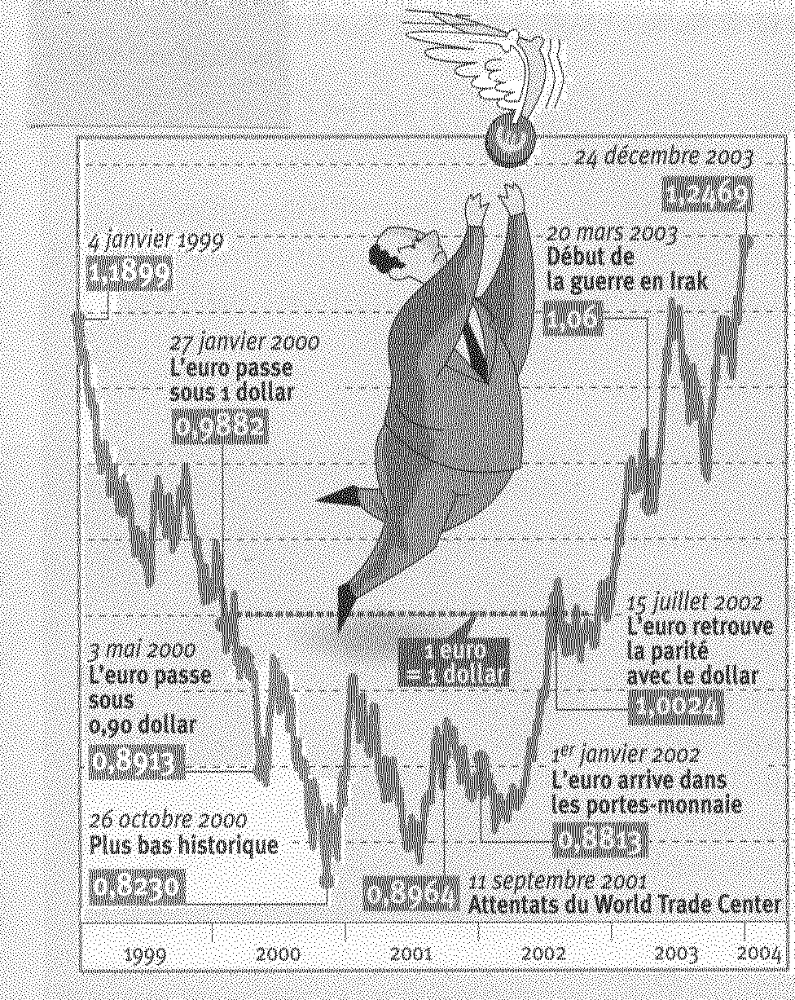 24 décembre 2003
1,2469
4 janvier 1999
1,1899
20 mars 2003
Début de
la guerre en Irak
1,06
27 janvier 2000
L'euro passe
sous 1 dollar
0,9882
1 euro
= 1 dollar
15 juillet 2002
L'euro retrouve
la parité
avec le dollar
1,0024
3 mai 2000
L'euro passe
sous
0,90 dollar
0,8913
1er janvier 2002
L'euro arrive dans
les portes-monnaie
0,8813
26 octobre 2000
Plus bas historique
0,8230
0,8964
11 septembre 2001
Attentats du World Trade Center
1999 2000 2001 2002 2003 2004